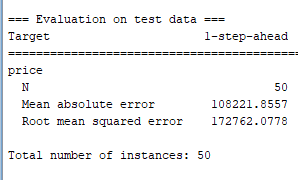 === Evaluation on test data ===
Target                      1-step-ahead
==========================================
price
  N                                   50
  Mean absolute error        108221.8557
  Root mean squared error    172762.0778
Total number of instances: 50